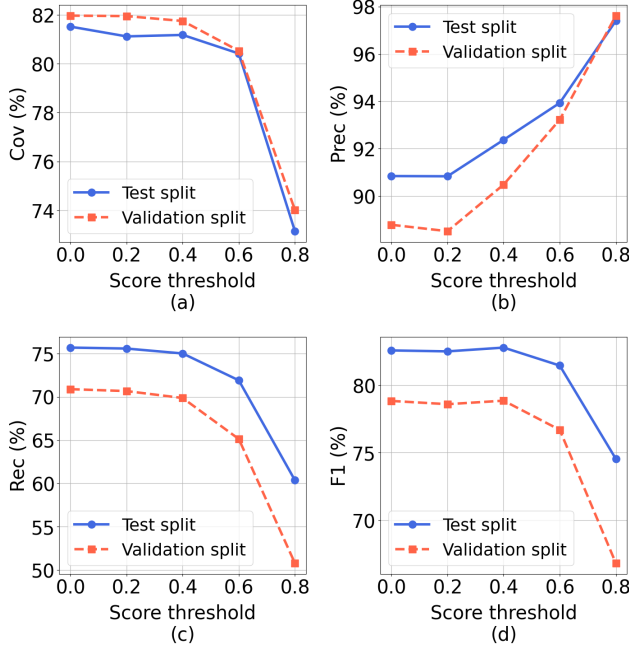 Cov (%)
82
80
78
76
74
Test split
Validation split
0.0 0.2 0.4 0.6 0.8
Score threshold
(a)
Prec (%)
98
96
94
92
90
Test split
Validation split
0.0 0.2 0.4 0.6 0.8
Score threshold
(b)
Rec (%)
75
70
65
60
55
50
Test split
Validation split
0.0 0.2 0.4 0.6 0.8
Score threshold
(c)
F1 (%)
80
75
70
Test split
Validation split
0.0 0.2 0.4 0.6 0.8
Score threshold
(d)